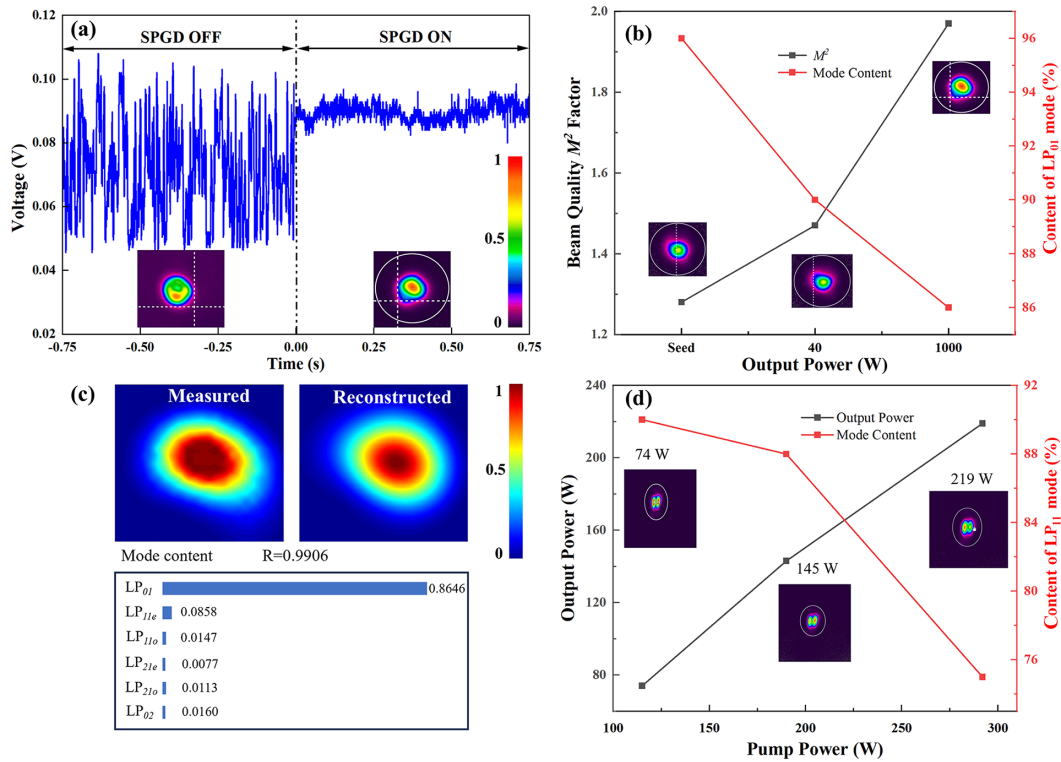 (a)
SPGD OFF
SPGD ON
0.12
0.10
0.08
0.06
0.04
0.02
Voltage (V)
-0.75
-0.50
-0.25
0.00
0.25
0.50
0.75
Time (s)
1
0.5
0
(b)
M²
Mode Content
2.0
1.8
1.6
1.4
1.2
Beam Quality M² Factor
Seed
40
1000
Output Power (W)
96
94
92
90
88
86
Content of LP₀₁ mode (%)
(c)
Measured
Reconstructed
1
0.5
0
Mode content R=0.9906
LP₀₁ 0.8646
LP₁₁ₑ 0.0858
LP₁₁ₒ 0.0147
LP₂₁ₑ 0.0077
LP₂₁ₒ 0.0113
LP₀₂ 0.0160
(d)
Output Power
Mode Content
74 W
145 W
219 W
240
200
160
120
80
Output Power (W)
100
150
200
250
300
Pump Power (W)
92
88
84
80
76
Content of LP₁₁ mode (%)